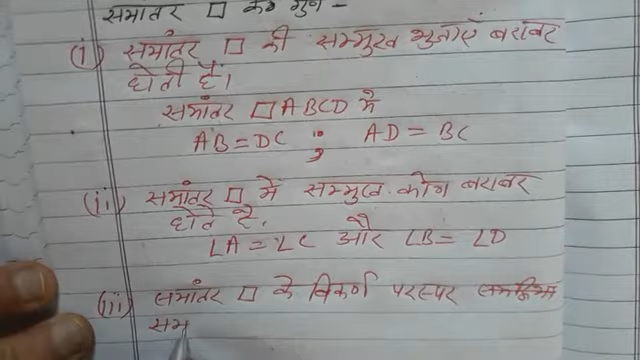 समांतर □ के गुण -
(i) समांतर □ की सम्मुख भुजाएं बराबर
होती हैं।
समांतर □ ABCD में
AB = DC ; AD = BC
(ii) समांतर □ में सम्मुख कोण बराबर
होते है.
∠A = ∠C और ∠B = ∠D
(iii) समांतर □ के विकर्ण परस्पर
सम